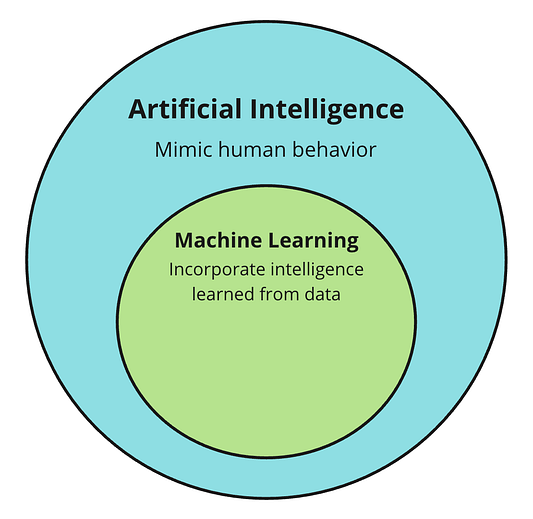 Artificial Intelligence
Mimic human behavior
Machine Learning
Incorporate intelligence
learned from data